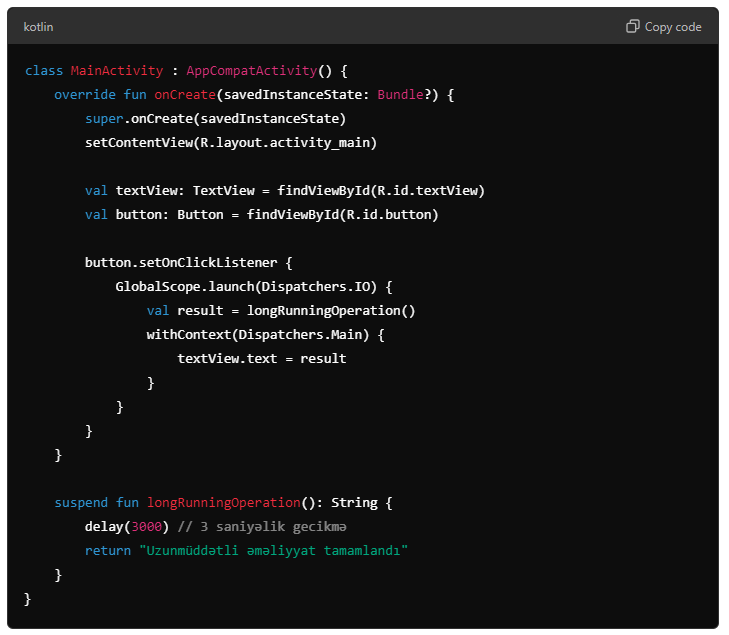 kotlin
Copy code
class MainActivity : AppCompatActivity() {
    override fun onCreate(savedInstanceState: Bundle?) {
        super.onCreate(savedInstanceState)
        setContentView(R.layout.activity_main)

        val textView: TextView = findViewById(R.id.textView)
        val button: Button = findViewById(R.id.button)

        button.setOnClickListener {
            GlobalScope.launch(Dispatchers.IO) {
                val result = longRunningOperation()
                withContext(Dispatchers.Main) {
                    textView.text = result
                }
            }
        }
    }

    suspend fun longRunningOperation(): String {
        delay(3000) // 3 saniyəlik gecikmə
        return "Uzunmüddətli əməliyyat tamamlandı"
    }
}